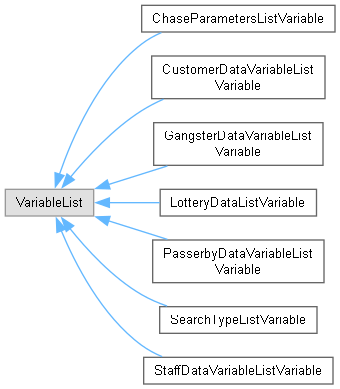 ChaseParametersListVariable
CustomerDataVariableList
Variable
GangsterDataVariableList
Variable
VariableList
LotteryDataListVariable
PasserbyDataVariableList
Variable
SearchTypeListVariable
StaffDataVariableListVariable